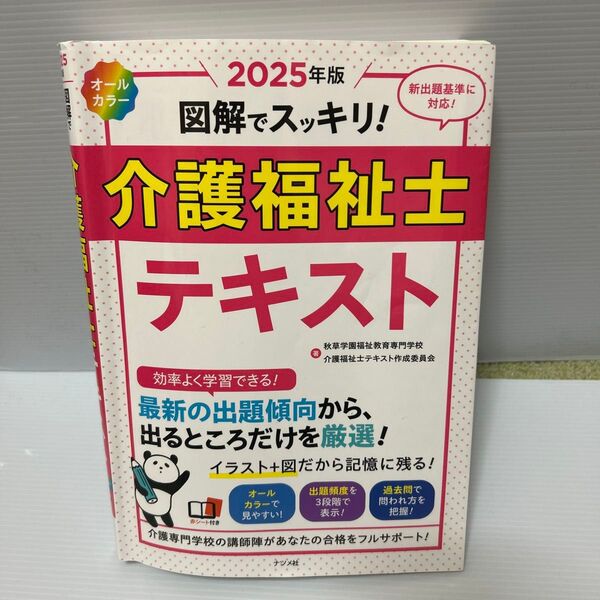 オール
カラー
2025年版
新出題基準に
対応!
図解でスッキリ!
介護福祉士
テキスト
著
秋草学園福祉教育専門学校
介護福祉士テキスト作成委員会
効率よく学習できる!
最新の出題傾向から、
出るところだけを厳選!
イラスト+図だから記憶に残る!
赤シート付き
オール
カラーで
見やすい!
出題頻度を
3段階で
表示!
過去問で
問われ方を
把握!
介護専門学校の講師陣があなたの合格をフルサポート!
ナツメ社
図解で